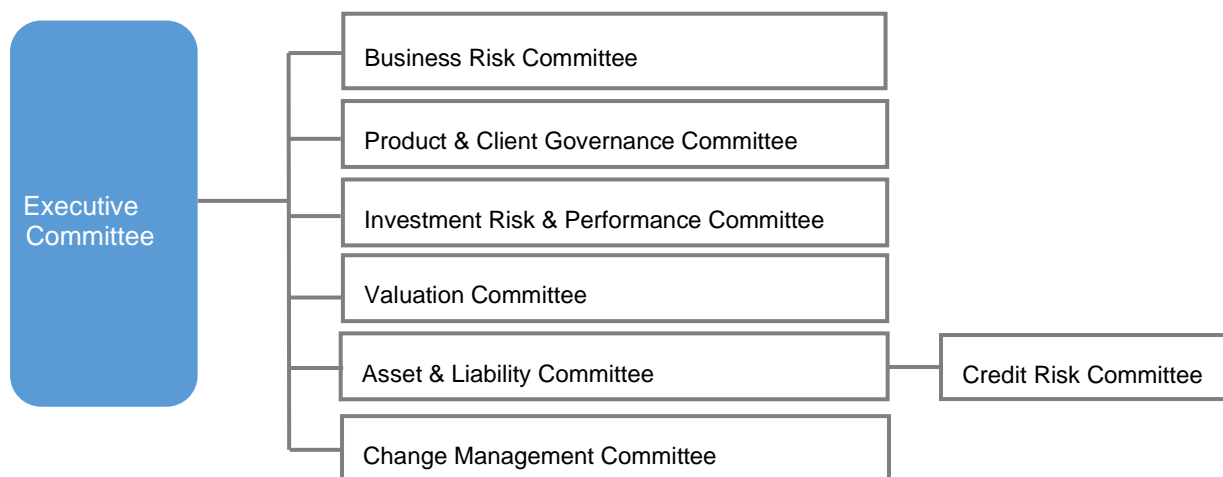 Business Risk Committee
Product & Client Governance Committee
Executive
Committee
Investment Risk & Performance Committee
Valuation Committee
Asset & Liability Committee
Credit Risk Committee
Change Management Committee